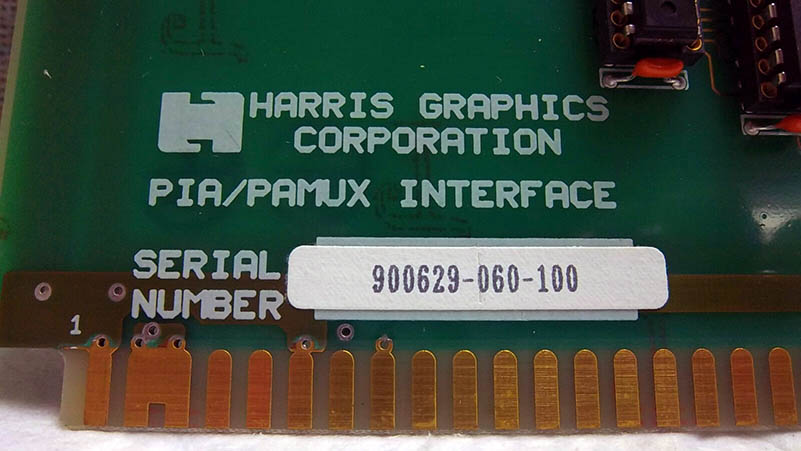 HARRIS GRAPHICS
CORPORATION
PIA/PAMUX INTERFACE
SERIAL
NUMBER
900629-060-100
1